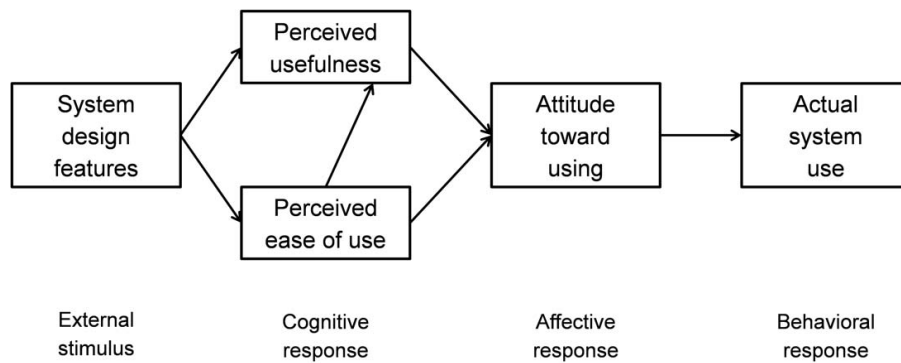 Perceived
usefulness
System
design
features
Attitude
toward
using
Actual
system
use
Perceived
ease of use
External
stimulus
Cognitive
response
Affective
response
Behavioral
response